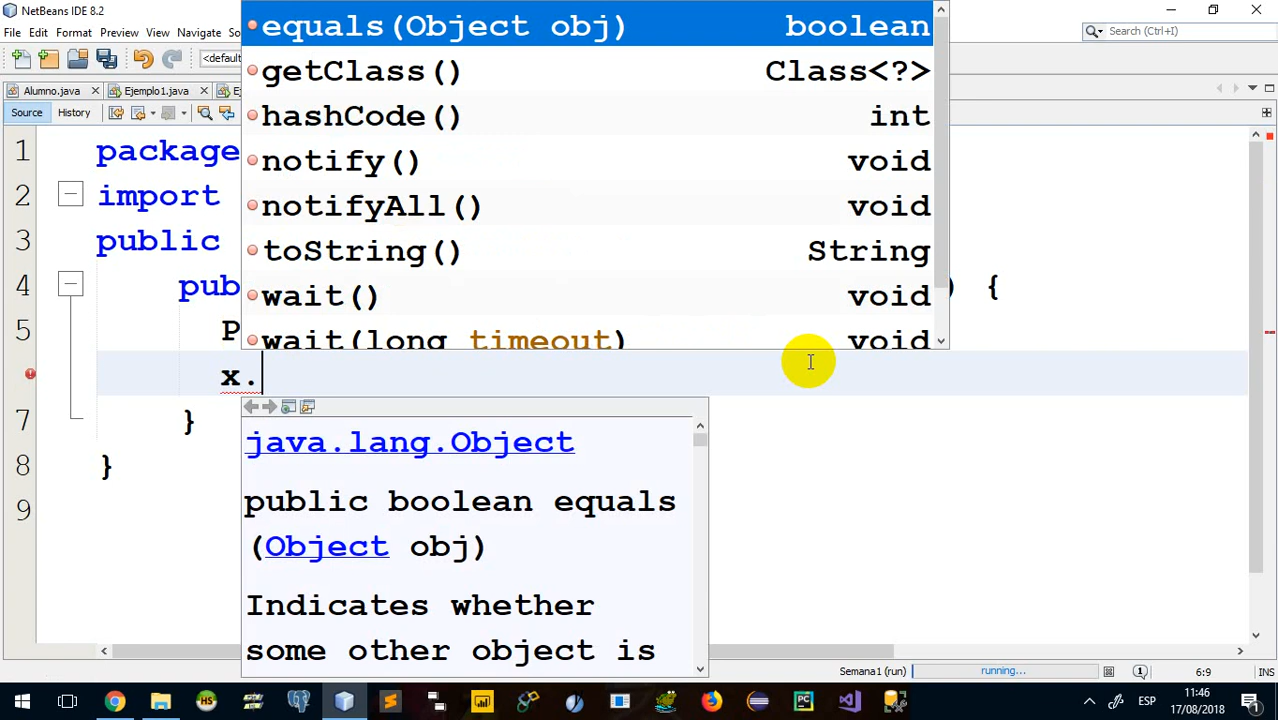 NetBeans IDE 8.2
File Edit Format Preview View Navigate
Search (Ctrl+I)
Alumno.java Ejemplo1.java
Source History
equals(Object obj) boolean
getClass() Class<?>
hashCode() int
notify() void
notifyAll() void
toString() String
wait() void
wait(long timeout) void
1 package
2 import
3 public
4 pub ) {
5 P
x.
7 }
8 }
9
java.lang.Object
public boolean equals
(Object obj)
Indicates whether
some other object is
Semana1 (run) running... 1 6:9 INS
ESP 11:46
17/08/2018